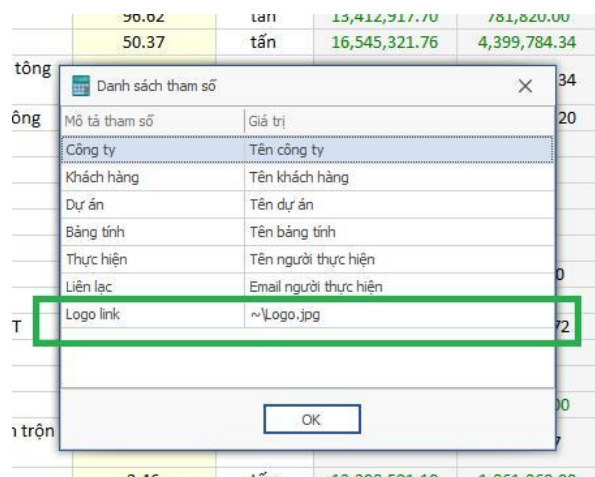 96.62 tấn 13,412,917.70 781,820.00
50.37 tấn 16,545,321.76 4,399,784.34
tông
Danh sách tham số
34
ông
Mô tả tham số Giá trị
20
Công ty Tên công ty
Khách hàng Tên khách hàng
Dự án Tên dự án
Bảng tính Tên bảng tính
Thực hiện Tên người thực hiện
0
Liên lạc Email người thực hiện
Logo link ~\Logo.jpg
T
72
OK
00
n trộn
7